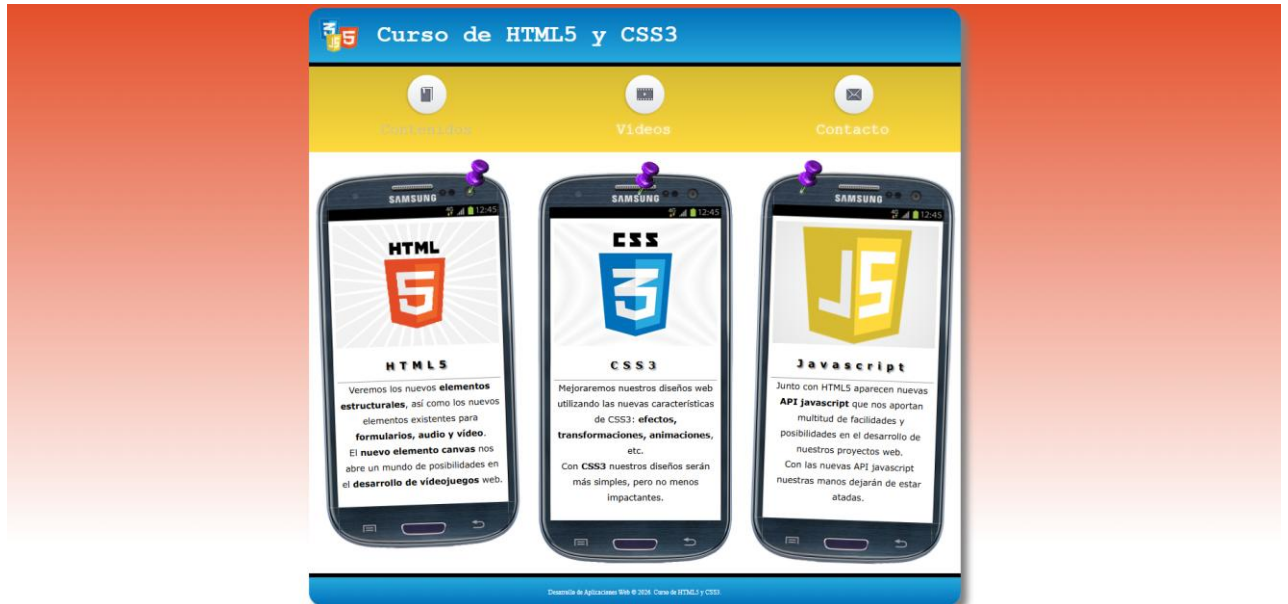 Curso de HTML5 y CSS3
Contenidos
Vídeos
Contacto
SAMSUNG
12:45
HTML
5
HTML5
Veremos los nuevos elementos
estructurales, así como los nuevos
elementos existentes para
formularios, audio y vídeo.
El nuevo elemento canvas nos
abre un mundo de posibilidades en
el desarrollo de vídeojuegos web.
SAMSUNG
12:45
CSS
3
CSS3
Mejoraremos nuestros diseños web
utilizando las nuevas características
de CSS3: efectos,
transformaciones, animaciones,
etc.
Con CSS3 nuestros diseños serán
más simples, pero no menos
impactantes.
SAMSUNG
12:45
JS
Javascript
Junto con HTML5 aparecen nuevas
API javascript que nos aportan
multitud de facilidades y
posibilidades en el desarrollo de
nuestros proyectos web.
Con las nuevas API javascript
nuestras manos dejarán de estar
atadas.
Desarrollo de Aplicaciones Web © 2026. Curso de HTML5 y CSS3.